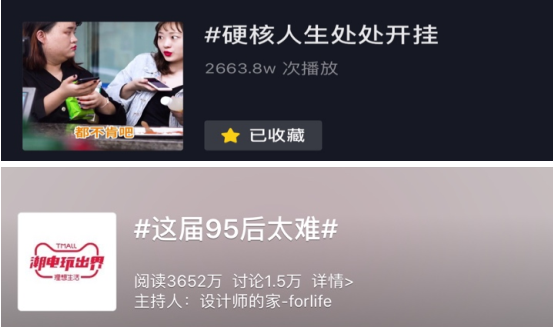 #硬核人生处处开挂
2663.8w 次播放
都不肯吧
已收藏
#这届95后太难#
TMALL
潮电玩出界
理想生活
阅读3652万 讨论1.5万 详情>
主持人：设计师的家-forlife